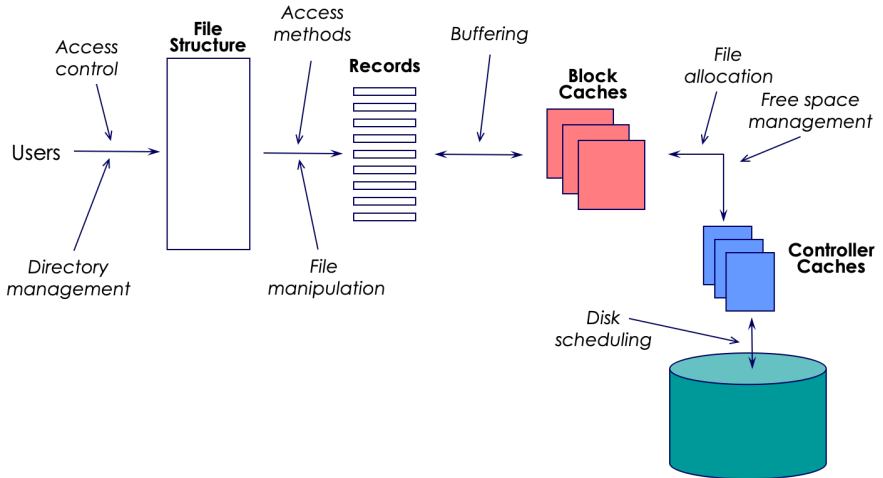 Access
control
File
Structure
Access
methods
Records
Buffering
Block
Caches
File
allocation
Free space
management
Users
Directory
management
File
manipulation
Controller
Caches
Disk
scheduling